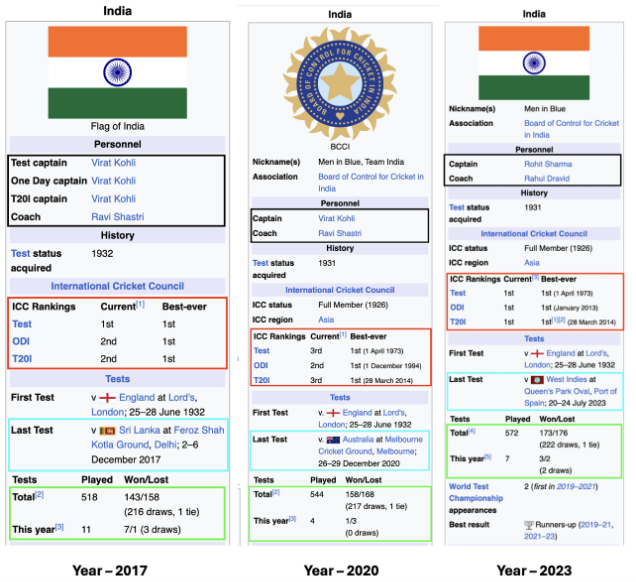 India
Flag of India
Personnel
Test captain Virat Kohli
One Day captain Virat Kohli
T20I captain Virat Kohli
Coach Ravi Shastri
History
Test status 1932
acquired
International Cricket Council
ICC Rankings Current[1] Best-ever
Test 1st 1st
ODI 2nd 1st
T20I 2nd 1st
Tests
First Test v England at Lord's,
London; 25–28 June 1932
Last Test v Sri Lanka at Feroz Shah
Kotla Ground, Delhi; 2–6
December 2017
Tests Played Won/Lost
Total[2] 518 143/158
(216 draws, 1 tie)
This year[3] 11 7/1 (3 draws)
Year – 2017
India
BOARD OF CONTROL FOR CRICKET IN INDIA
BCCI
Nickname(s) Men in Blue, Team India
Association Board of Control for Cricket in
India
Personnel
Captain Virat Kohli
Coach Ravi Shastri
History
Test status 1931
acquired
International Cricket Council
ICC status Full Member (1926)
ICC region Asia
ICC Rankings Current[1] Best-ever
Test 3rd 1st (1 April 1973)
ODI 2nd 1st (1 December 1994)
T20I 3rd 1st (28 March 2014)
Tests
First Test v. England at Lord's,
London; 25–28 June 1932
Last Test v. Australia at Melbourne
Cricket Ground, Melbourne;
26–29 December 2020
Tests Played Won/Lost
Total[2] 544 158/168
(217 draws, 1 tie)
This year[3] 4 1/3
(0 draws)
Year – 2020
India
Nickname(s) Men in Blue
Association Board of Control for Cricket
in India
Personnel
Captain Rohit Sharma
Coach Rahul Dravid
History
Test status 1931
acquired
International Cricket Council
ICC status Full Member (1926)
ICC region Asia
ICC Rankings Current[3] Best-ever
Test 1st 1st (1 April 1973)
ODI 1st 1st (January 2013)
T20I 1st 1st[1][2] (28 March 2014)
Tests
First Test v England at Lord's,
London; 25–28 June 1932
Last Test v West Indies at
Queen's Park Oval, Port of
Spain; 20–24 July 2023
Tests Played Won/Lost
Total[4] 572 173/176
(222 draws, 1 tie)
This year[5] 7 3/2
(2 draws)
World Test 2 (first in 2019–2021)
Championship
appearances
Best result Runners-up (2019–21,
2021–23)
Year – 2023